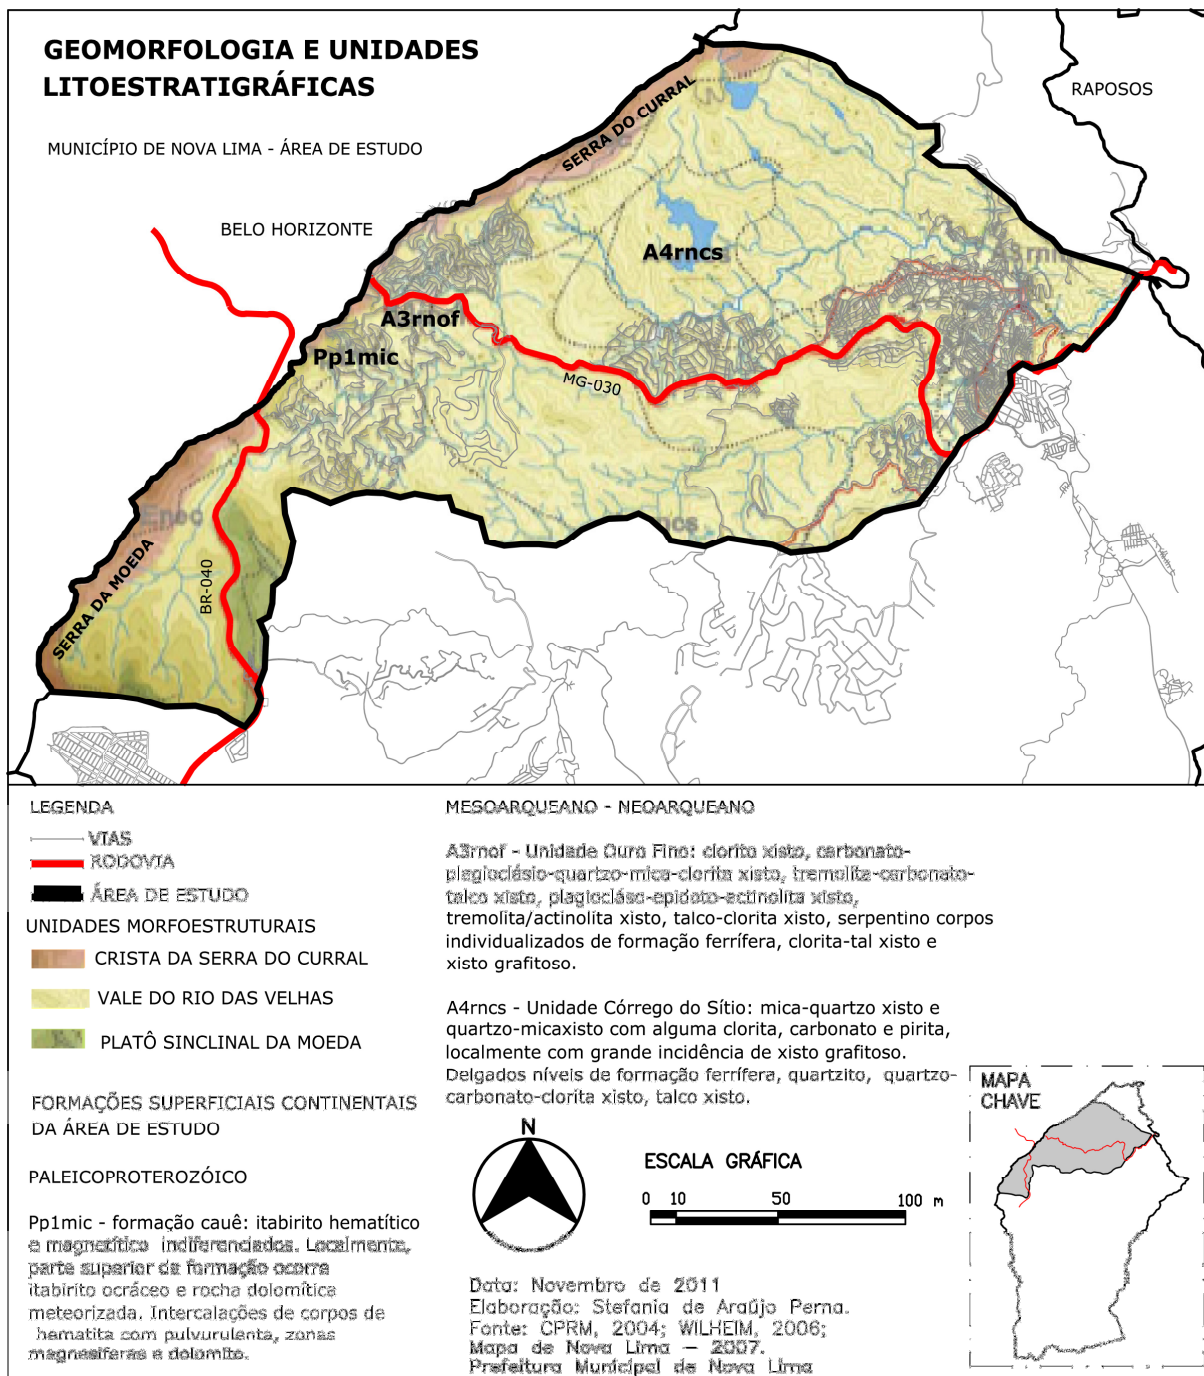 GEOMORFOLOGIA E UNIDADES
LITOESTRATIGRÁFICAS
MUNICÍPIO DE NOVA LIMA - ÁREA DE ESTUDO
BELO HORIZONTE
RAPOSOS
SERRA DO CURRAL
A4rncs
A3rnof
Pp1mic
MG-030
SERRA DA MOEDA
BR-040
LEGENDA
VIAS
RODOVIA
ÁREA DE ESTUDO
UNIDADES MORFOESTRUTURAIS
CRISTA DA SERRA DO CURRAL
VALE DO RIO DAS VELHAS
PLATÔ SINCLINAL DA MOEDA
FORMAÇÕES SUPERFICIAIS CONTINENTAIS
DA ÁREA DE ESTUDO
PALEICOPROTEROZÓICO
Pp1mic - formação cauê: itabirito hematítico
e magnetítico indiferenciados. Localmente,
parte superior da formação ocorre
itabirito ocráceo e rocha dolomítica
meteorizada. Intercalações de corpos de
hematita com pulvurulenta, zonas
magnesiferas e dolomito.
MESOARQUEANO - NEOARQUEANO
A3rnof - Unidade Ouro Fino: clorito xisto, carbonato-
plagioclásio-quartzo-mica-clorita xisto, tremolita-carbonato-
talco xisto, plagiocláso-epidoto-actinolita xisto,
tremolita/actinolita xisto, talco-clorita xisto, serpentino corpos
individualizados de formação ferrífera, clorita-tal xisto e
xisto grafitoso.
A4rncs - Unidade Córrego do Sítio: mica-quartzo xisto e
quartzo-micaxisto com alguma clorita, carbonato e pirita,
localmente com grande incidência de xisto grafitoso.
Delgados níveis de formação ferrífera, quartzito, quartzo-
carbonato-clorita xisto, talco xisto.
N
ESCALA GRÁFICA
0 10 50 100 m
Data: Novembro de 2011
Elaboração: Stefania de Araújo Perna.
Fonte: CPRM, 2004; WILHEIM, 2006;
Mapa de Nova Lima – 2007.
Prefeitura Municipal de Nova Lima
MAPA
CHAVE